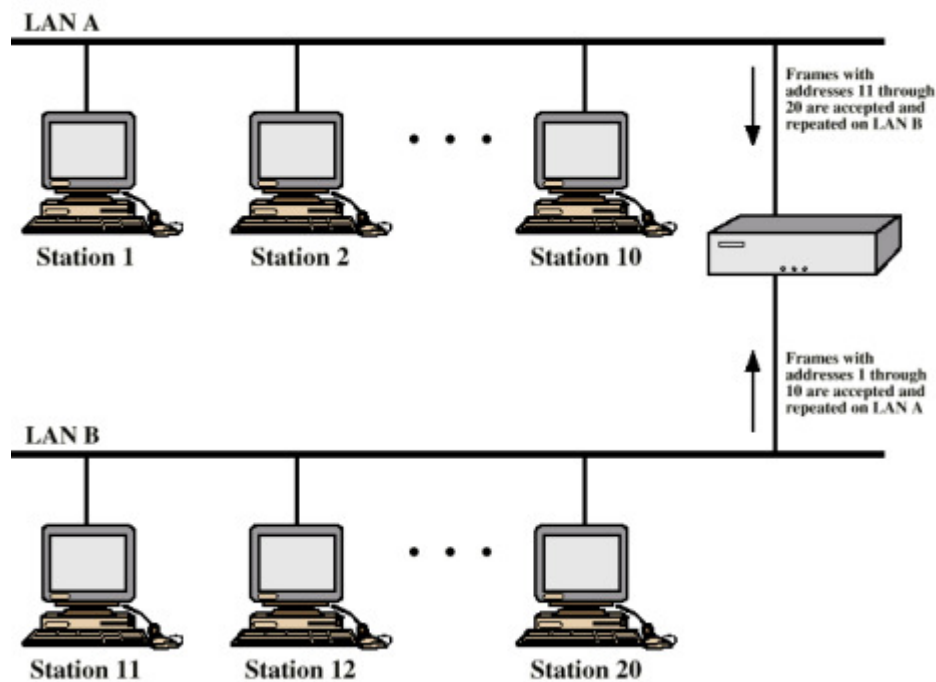 LAN A
Frames with
addresses 11 through
20 are accepted and
repeated on LAN B
Station 1
Station 2
Station 10
Frames with
addresses 1 through
10 are accepted and
repeated on LAN A
LAN B
Station 11
Station 12
Station 20